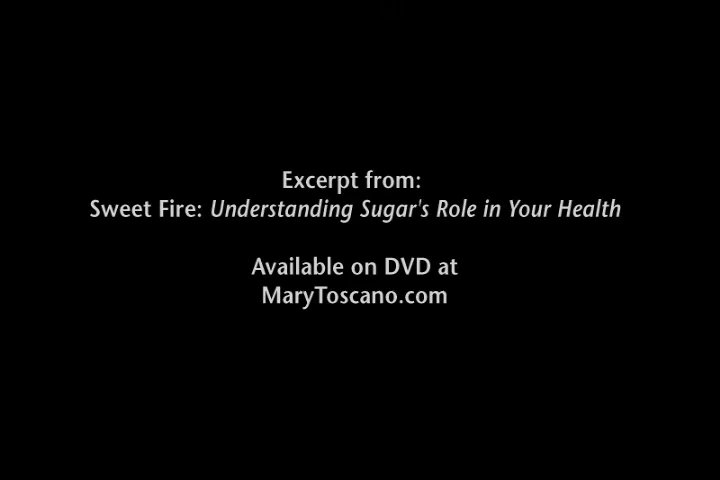 Excerpt from:
Sweet Fire: Understanding Sugar's Role in Your Health
Available on DVD at
MaryToscano.com